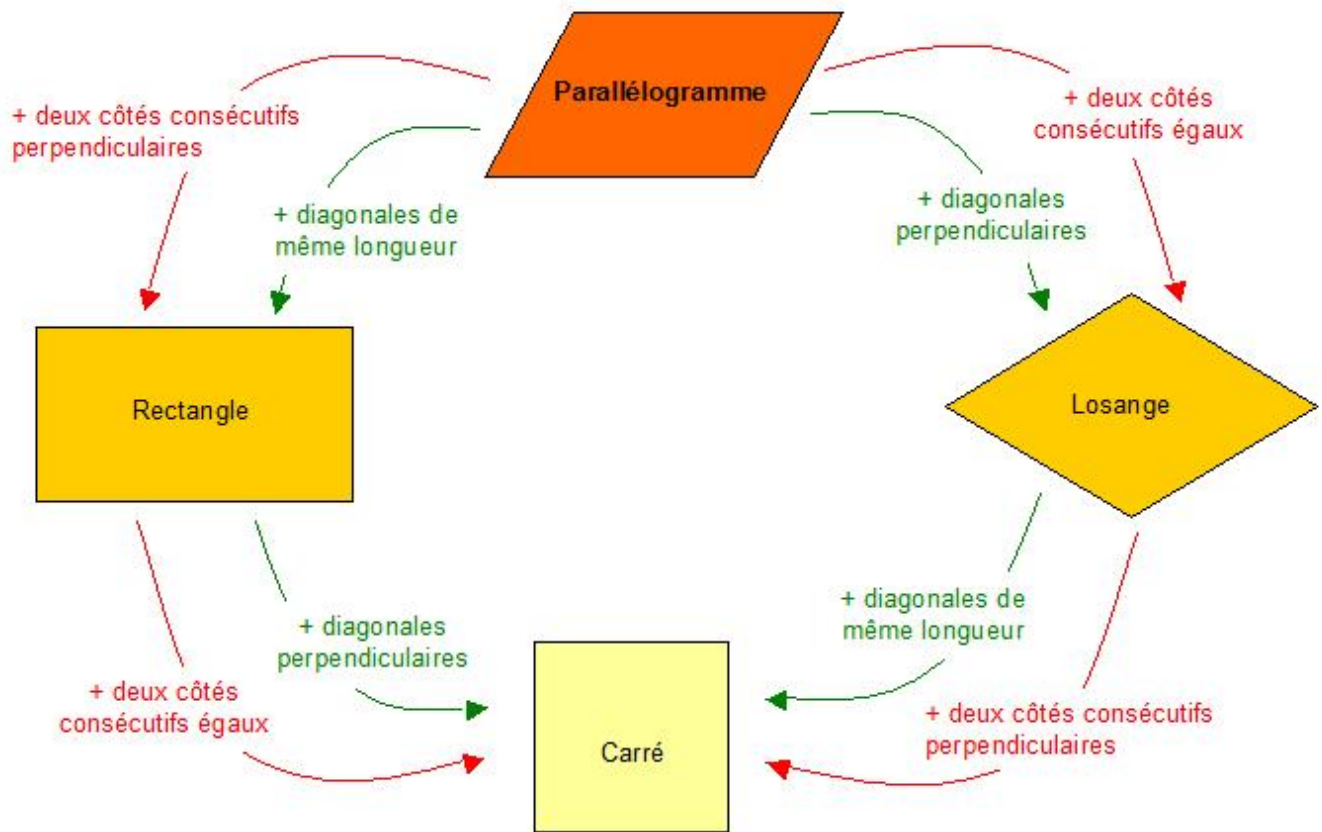 Parallélogramme
+ deux côtés consécutifs
perpendiculaires
+ diagonales de
même longueur
+ diagonales
perpendiculaires
+ deux côtés
consécutifs égaux
Rectangle
Losange
+ deux côtés
consécutifs égaux
+ diagonales
perpendiculaires
+ diagonales de
même longueur
+ deux côtés consécutifs
perpendiculaires
Carré